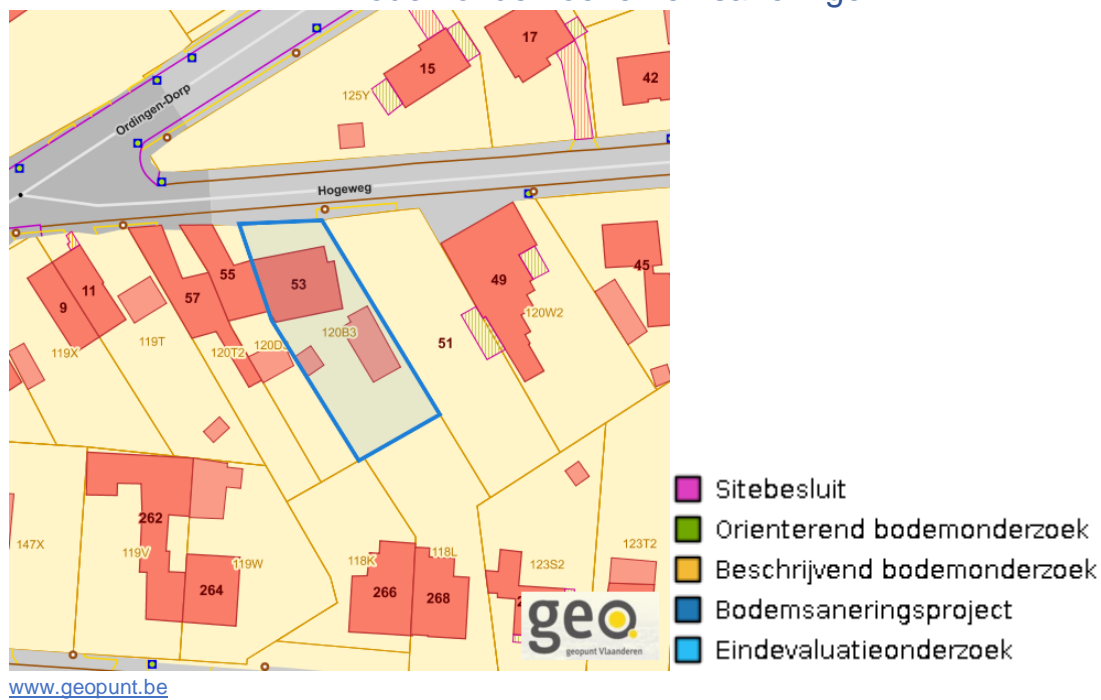 17
15
42
125Y
Ordingen-Dorp
Hogeweg
55
53
49
45
11
57
9
120B3
120W2
51
119X
119T
120T2
262
147X
119V
119W
264
118K
118L
266
268
123S2
123T2
geo
geopunt Vlaanderen
Sitebesluit
Orienterend bodemonderzoek
Beschrijvend bodemonderzoek
Bodemsaneringsproject
Eindevaluatieonderzoek
www.geopunt.be